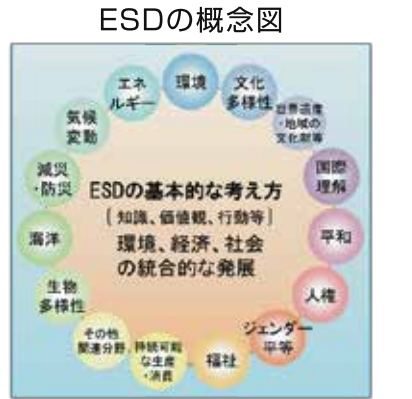 ESDの概念図
環境
文化
多様性
世界遺産
・地域の
文化財等
国際
理解
平和
人権
ジェンダー
平等
福祉
持続可能
な生産
・消費
その他
関連分野
生物
多様性
海洋
減災
・防災
気候
変動
エネ
ルギー
ESDの基本的な考え方
[知識、価値観、行動等]
環境、経済、社会
の統合的な発展